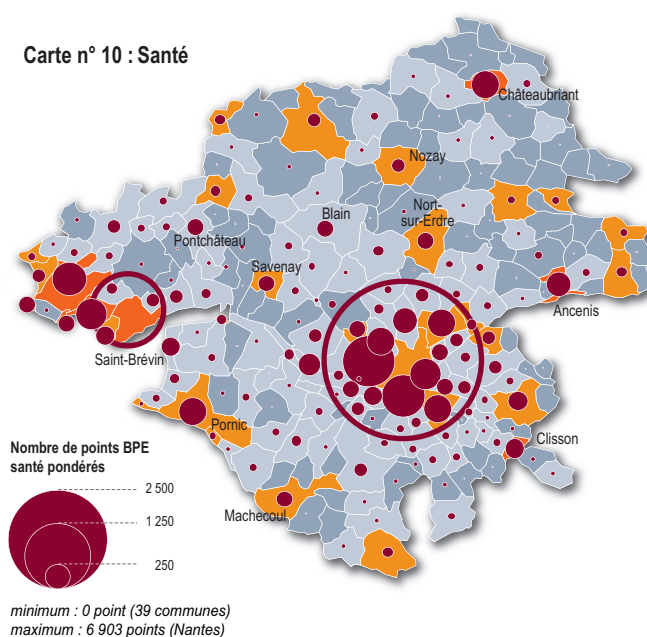 Carte n° 10 : Santé
Châteaubriant
Nozay
Nort-
sur-Erdre
Blain
Pontchâteau
Savenay
Ancenis
Saint-Brévin
Pornic
Clisson
Machecoul
Nombre de points BPE
santé pondérés
2 500
1 250
250
minimum : 0 point (39 communes)
maximum : 6 903 points (Nantes)